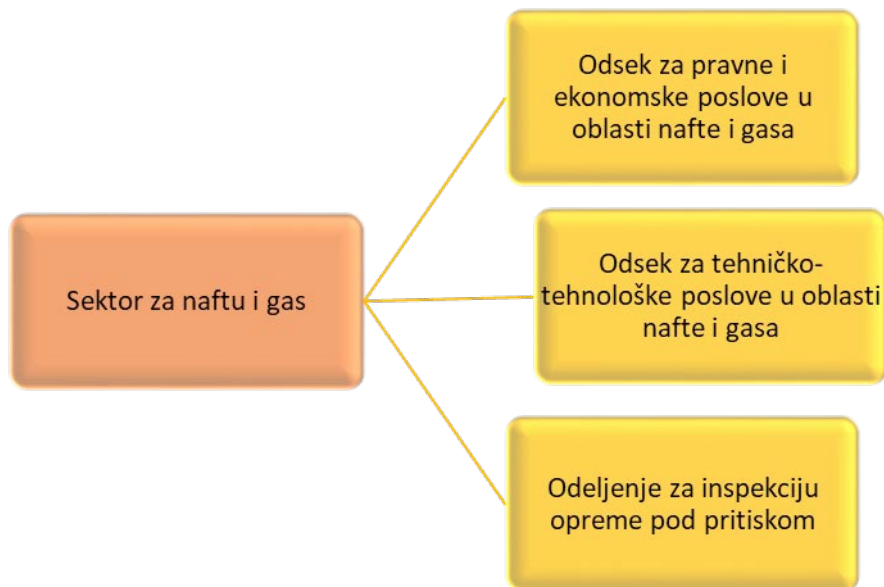 Sektor za naftu i gas
Odsek za pravne i
ekonomske poslove u
oblasti nafte i gasa
Odsek za tehničko-
tehnološke poslove u oblasti
nafte i gasa
Odeljenje za inspekciju
opreme pod pritiskom